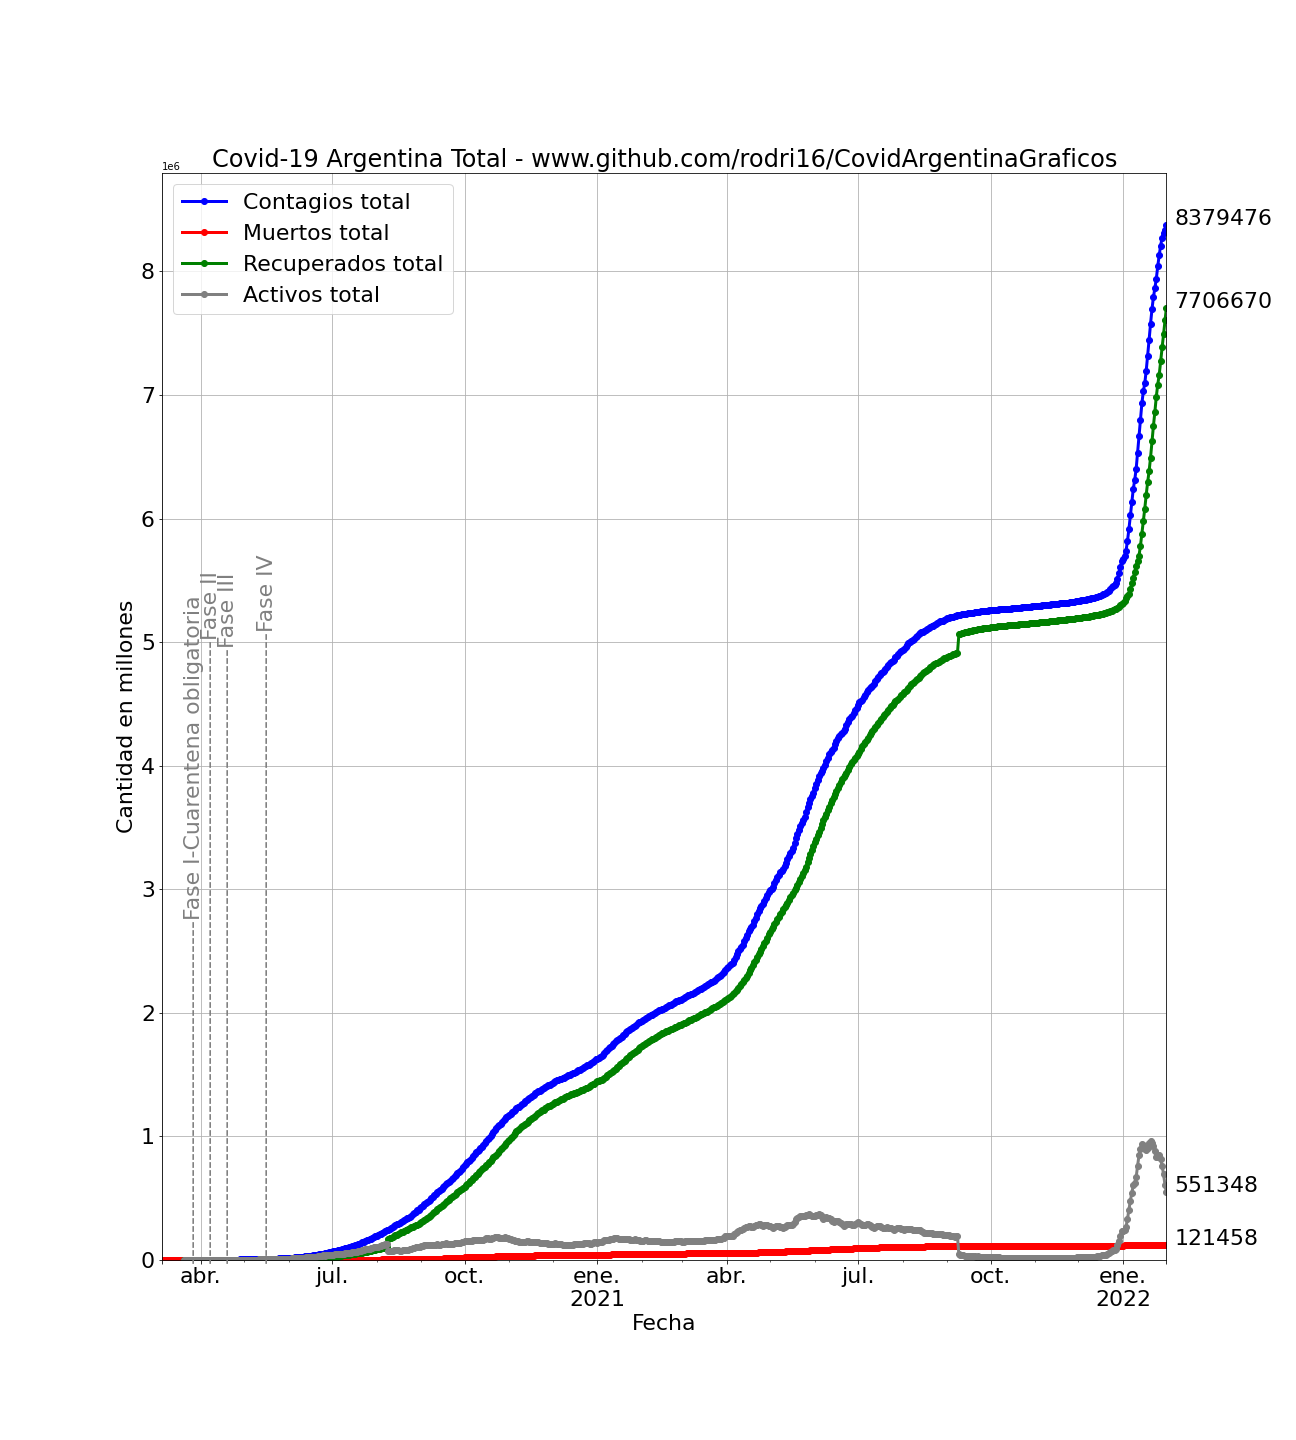 Covid-19 Argentina Total - www.github.com/rodri16/CovidArgentinaGraficos
1e6
Contagios total
Muertos total
Recuperados total
Activos total
8379476
7706670
551348
121458
8
7
6
5
4
3
2
1
0
Cantidad en millones
Fase I-Cuarentena obligatoria
Fase II
Fase III
Fase IV
abr.
jul.
oct.
ene.
2021
abr.
jul.
oct.
ene.
2022
Fecha